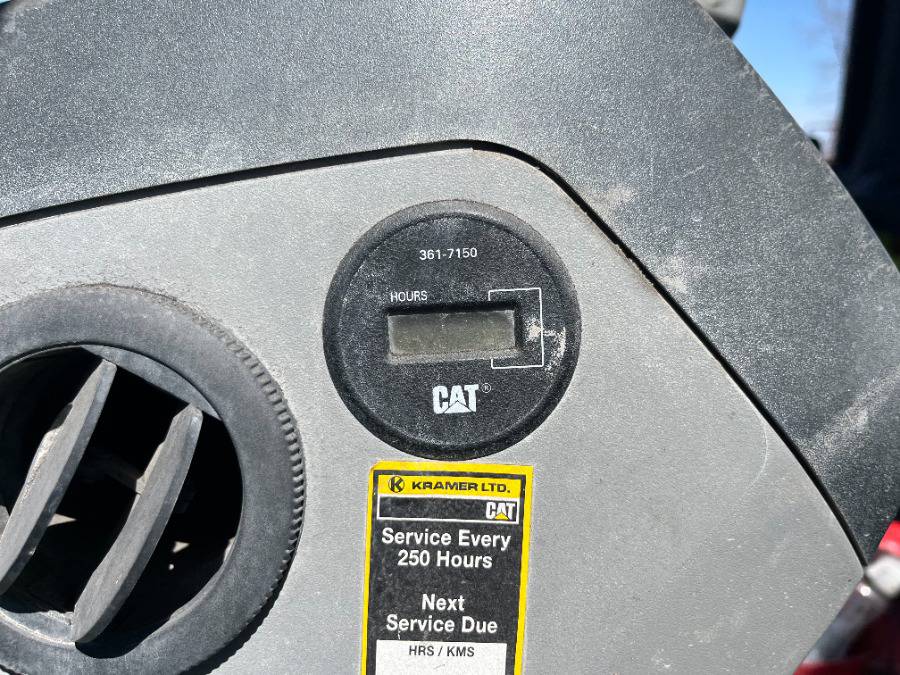 361-7150
HOURS
CAT®
K KRAMER LTD.
CAT
Service Every
250 Hours
Next
Service Due
HRS / KMS